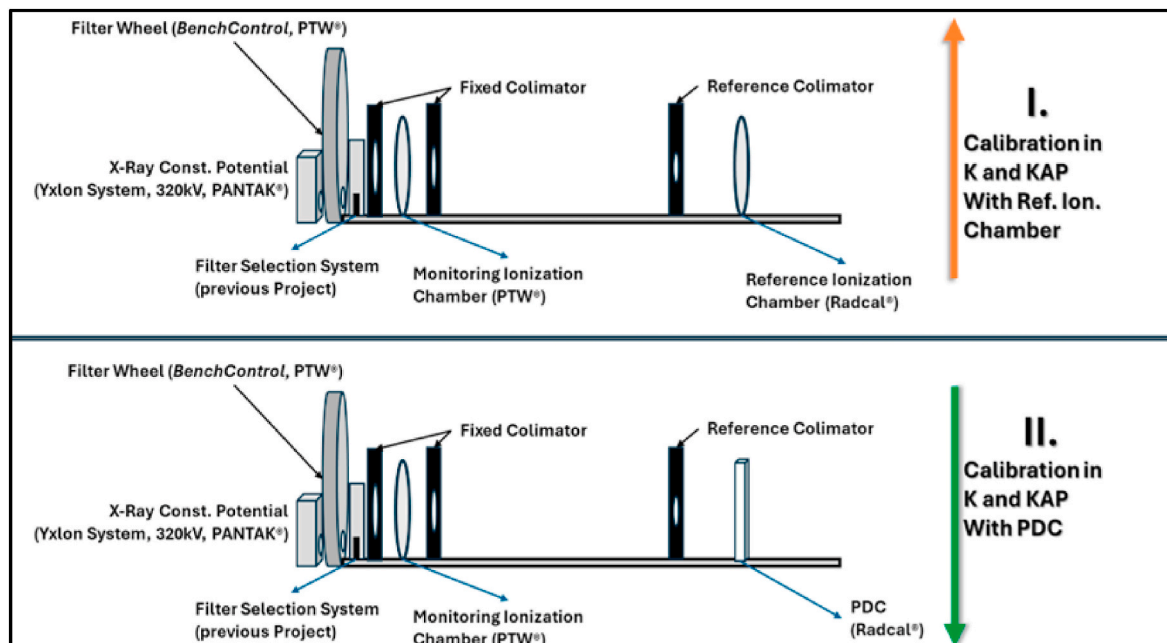 Filter Wheel (BenchControl, PTW®)
Fixed Colimator
Reference Colimator
X-Ray Const. Potential
(Yxlon System, 320kV, PANTAK®)
Filter Selection System
(previous Project)
Monitoring Ionization
Chamber (PTW®)
Reference Ionization
Chamber (Radcal®)
I.
Calibration in
K and KAP
With Ref. Ion.
Chamber
Filter Wheel (BenchControl, PTW®)
Fixed Colimator
Reference Colimator
X-Ray Const. Potential
(Yxlon System, 320kV, PANTAK®)
Filter Selection System
(previous Project)
Monitoring Ionization
Chamber (PTW®)
PDC
(Radcal®)
II.
Calibration in
K and KAP
With PDC